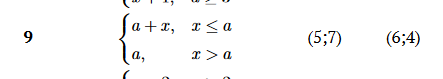 9 { a + x, x ≤ a (5;7) (6;4)
a, x > a